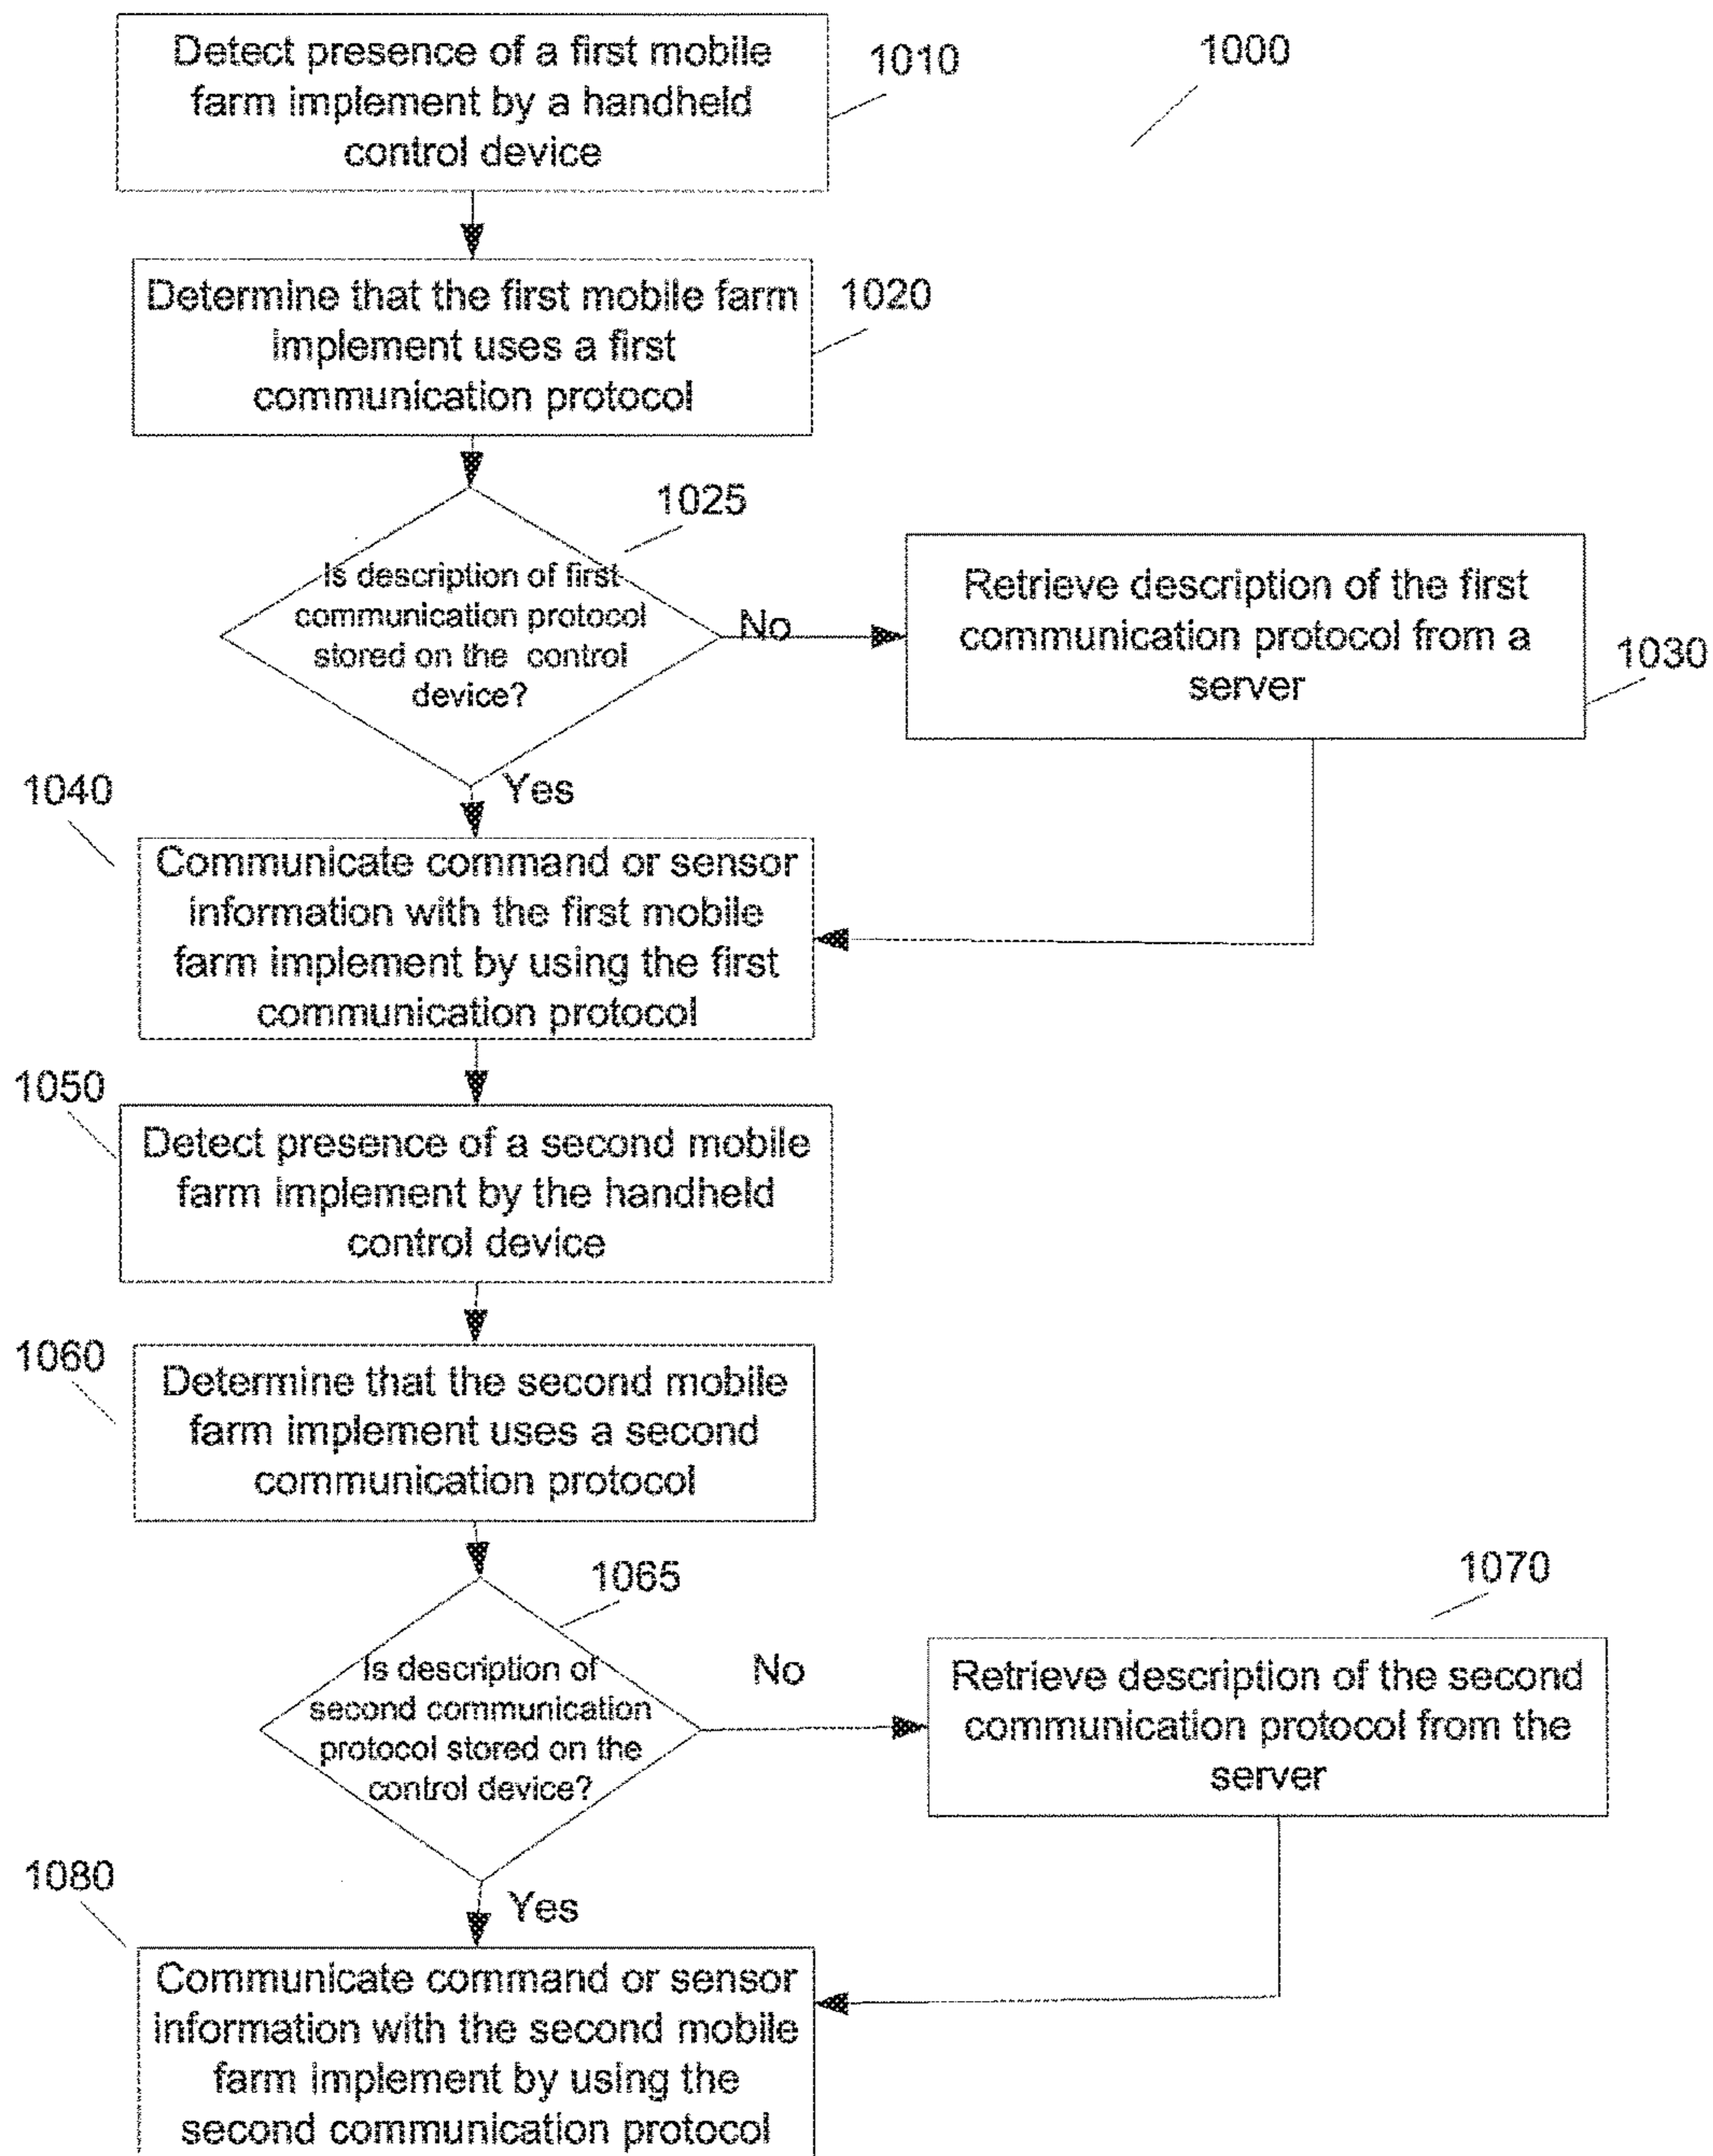 Detect presence of a first mobile
farm implement by a handheld
control device
1010
1000
Determine that the first mobile farm
implement uses a first
communication protocol
1020
1025
Is description of first
communication protocol
stored on the control
device?
No
Retrieve description of the first
communication protocol from a
server
1030
Yes
1040
Communicate command or sensor
information with the first mobile
farm implement by using the first
communication protocol
1050
Detect presence of a second mobile
farm implement by the handheld
control device
1060
Determine that the second mobile
farm implement uses a second
communication protocol
1065
Is description of
second communication
protocol stored on the
control device?
No
1070
Retrieve description of the second
communication protocol from the
server
Yes
1080
Communicate command or sensor
information with the second mobile
farm implement by using the
second communication protocol